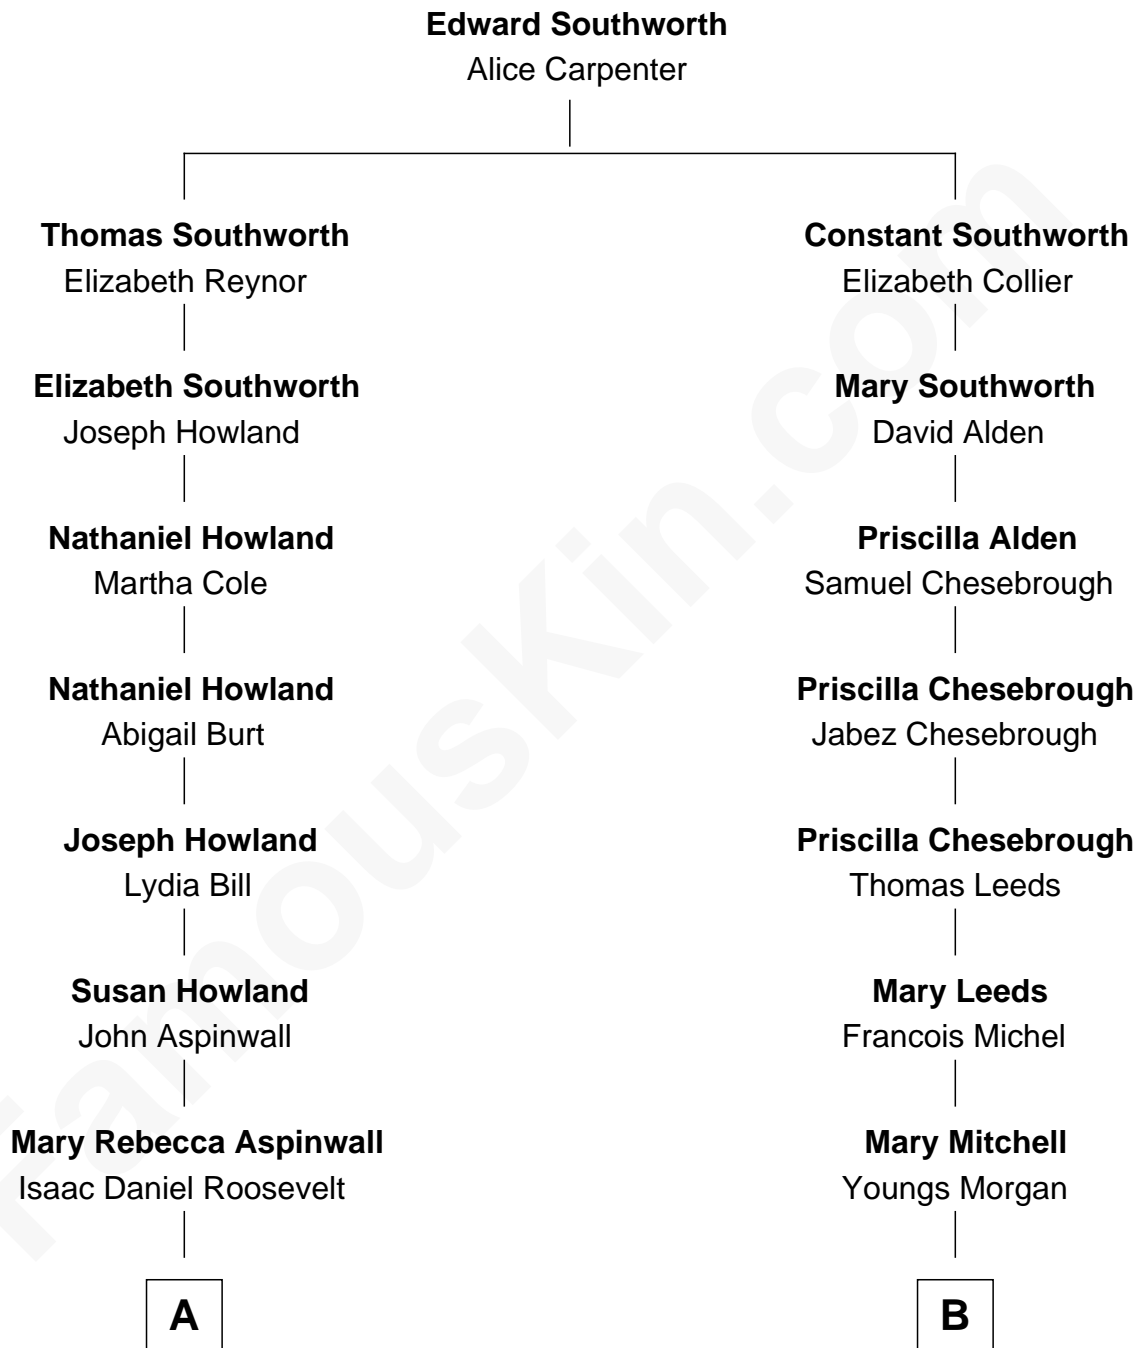 Edward Southworth
Alice Carpenter
Thomas Southworth
Elizabeth Reynor
Constant Southworth
Elizabeth Collier
Elizabeth Southworth
Joseph Howland
Mary Southworth
David Alden
Nathaniel Howland
Martha Cole
Priscilla Alden
Samuel Chesebrough
Nathaniel Howland
Abigail Burt
Priscilla Chesebrough
Jabez Chesebrough
Joseph Howland
Lydia Bill
Priscilla Chesebrough
Thomas Leeds
Susan Howland
John Aspinwall
Mary Leeds
Francois Michel
Mary Rebecca Aspinwall
Isaac Daniel Roosevelt
Mary Mitchell
Youngs Morgan
A
B
FamousKin.com